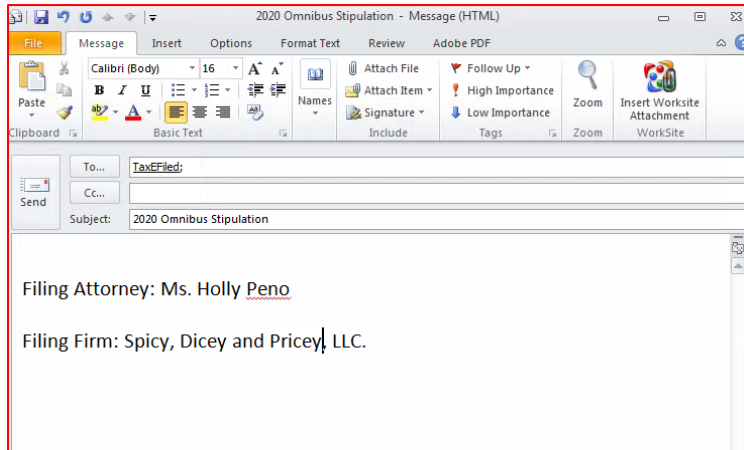 2020 Omnibus Stipulation - Message (HTML)
File Message Insert Options Format Text Review Adobe PDF
Calibri (Body) 16 A A Attach File Follow Up
B I U Names Attach Item High Importance Zoom Insert Worksite
Paste ab A Signature Low Importance Attachment
Clipboard Basic Text Include Tags Zoom WorkSite
To... TaxEFiled;
Cc...
Send
Subject: 2020 Omnibus Stipulation
Filing Attorney: Ms. Holly Peno
Filing Firm: Spicy, Dicey and Pricey, LLC.